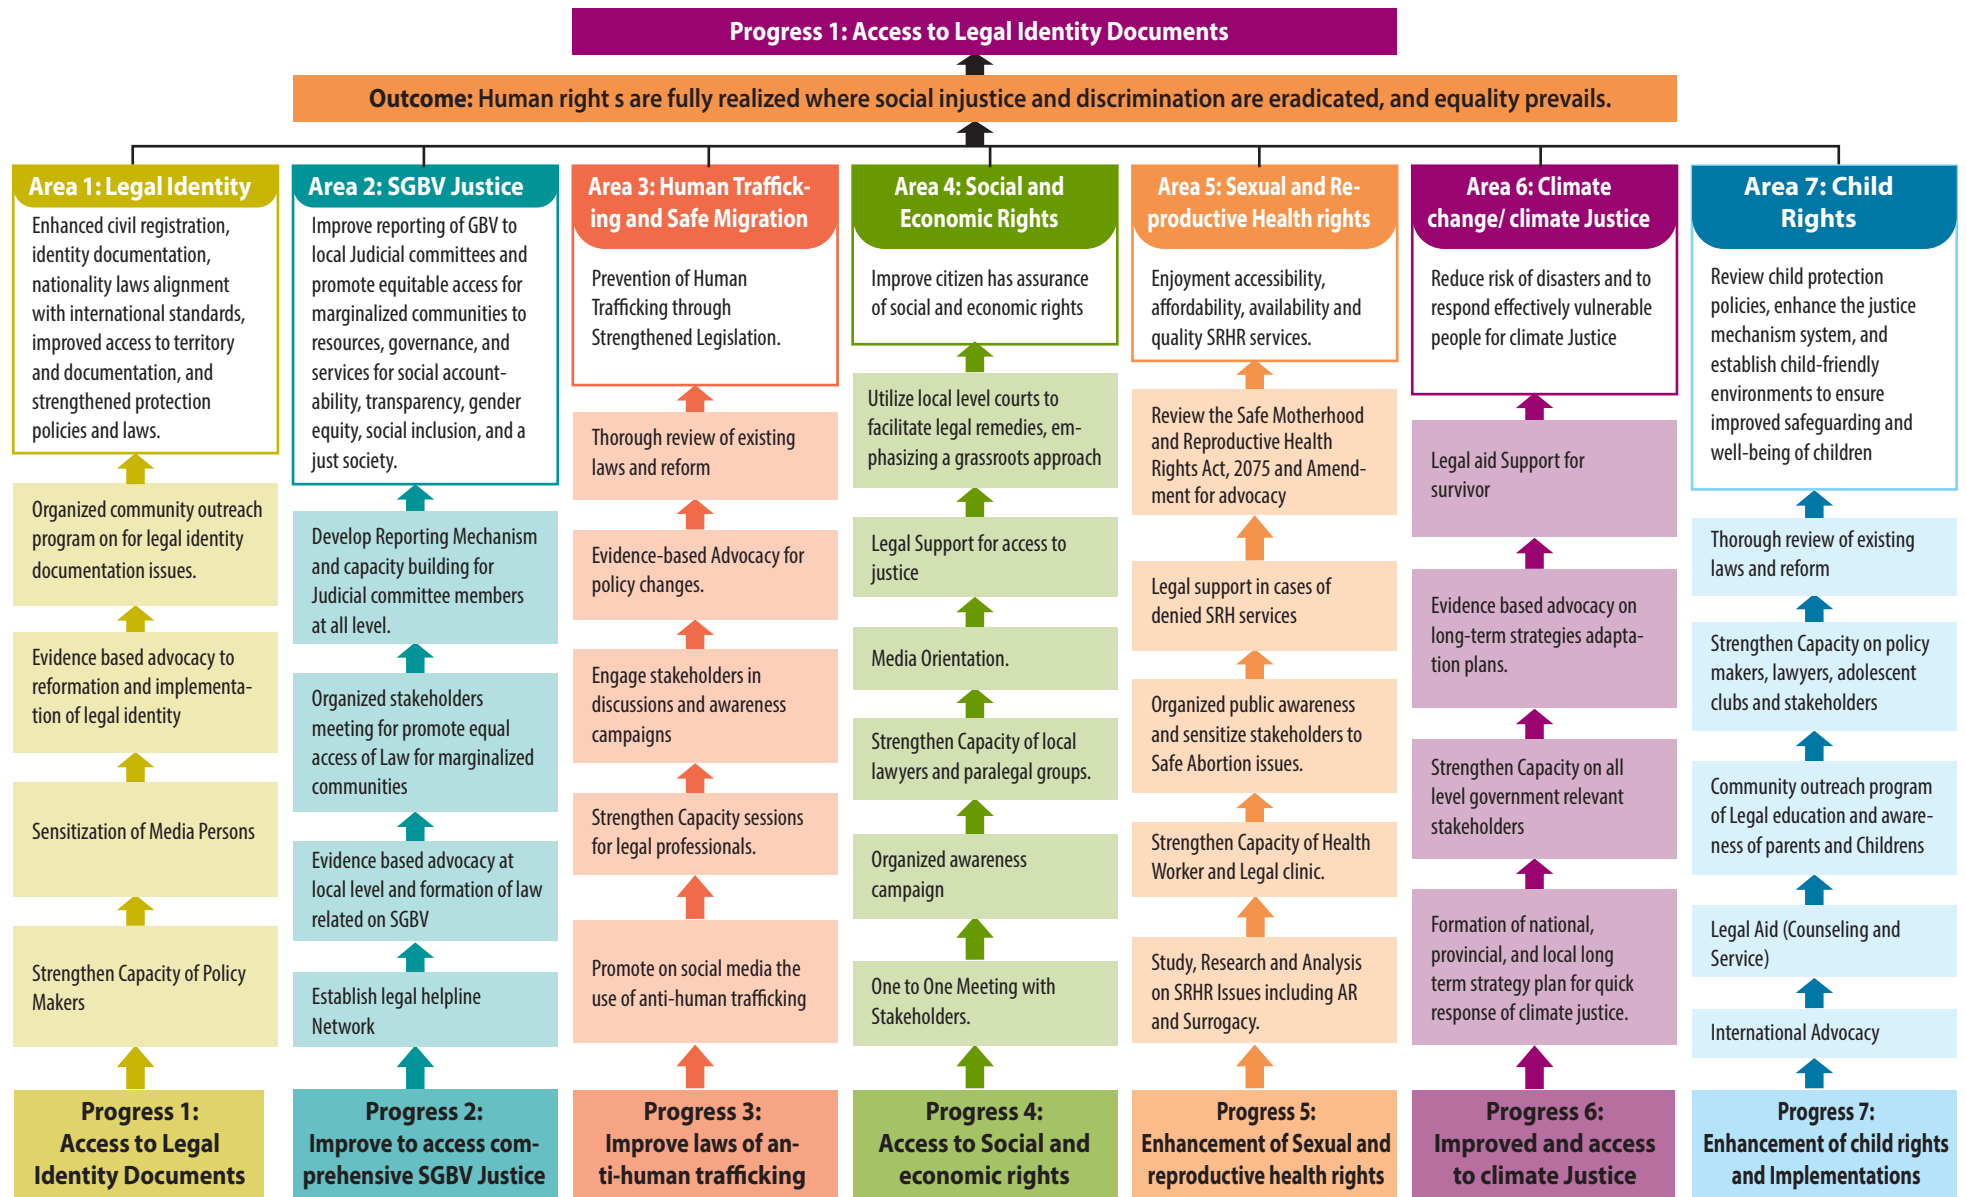 Progress 1: Access to Legal Identity Documents
Outcome: Human right s are fully realized where social injustice and discrimination are eradicated, and equality prevails.
Area 1: Legal Identity
Enhanced civil registration,
identity documentation,
nationality laws alignment
with international standards,
improved access to territory
and documentation, and
strengthened protection
policies and laws.
Organized community outreach
program on for legal identity
documentation issues.
Evidence based advocacy to
reformation and implementa-
tion of legal identity
Sensitization of Media Persons
Strengthen Capacity of Policy
Makers
Progress 1:
Access to Legal
Identity Documents
Area 2: SGBV Justice
Improve reporting of GBV to
local Judicial committees and
promote equitable access for
marginalized communities to
resources, governance, and
services for social account-
ability, transparency, gender
equity, social inclusion, and a
just society.
Develop Reporting Mechanism
and capacity building for
Judicial committee members
at all level.
Organized stakeholders
meeting for promote equal
access of Law for marginalized
communities
Evidence based advocacy at
local level and formation of law
related on SGBV
Establish legal helpline
Network
Progress 2:
Improve to access com-
prehensive SGBV Justice
Area 3: Human Traffick-
ing and Safe Migration
Prevention of Human
Trafficking through
Strengthened Legislation.
Thorough review of existing
laws and reform
Evidence-based Advocacy for
policy changes.
Engage stakeholders in
discussions and awareness
campaigns
Strengthen Capacity sessions
for legal professionals.
Promote on social media the
use of anti-human trafficking
Progress 3:
Improve laws of an-
ti-human trafficking
Area 4: Social and
Economic Rights
Improve citizen has assurance
of social and economic rights
Utilize local level courts to
facilitate legal remedies, em-
phasizing a grassroots approach
Legal Support for access to
justice
Media Orientation.
Strengthen Capacity of local
lawyers and paralegal groups.
Organized awareness
campaign
One to One Meeting with
Stakeholders.
Progress 4:
Access to Social and
economic rights
Area 5: Sexual and Re-
productive Health rights
Enjoyment accessibility,
affordability, availability and
quality SRHR services.
Review the Safe Motherhood
and Reproductive Health
Rights Act, 2075 and Amend-
ment for advocacy
Legal support in cases of
denied SRH services
Organized public awareness
and sensitize stakeholders to
Safe Abortion issues.
Strengthen Capacity of Health
Worker and Legal clinic.
Study, Research and Analysis
on SRHR Issues including AR
and Surrogacy.
Progress 5:
Enhancement of Sexual and
reproductive health rights
Area 6: Climate
change/ climate Justice
Reduce risk of disasters and to
respond effectively vulnerable
people for climate Justice
Legal aid Support for
survivor
Evidence based advocacy on
long-term strategies adapta-
tion plans.
Strengthen Capacity on all
level government relevant
stakeholders
Formation of national,
provincial, and local long
term strategy plan for quick
response of climate justice.
Progress 6:
Improved and access
to climate Justice
Area 7: Child
Rights
Review child protection
policies, enhance the justice
mechanism system, and
establish child-friendly
environments to ensure
improved safeguarding and
well-being of children
Thorough review of existing
laws and reform
Strengthen Capacity on policy
makers, lawyers, adolescent
clubs and stakeholders
Community outreach program
of Legal education and aware-
ness of parents and Childrens
Legal Aid (Counseling and
Service)
International Advocacy
Progress 7:
Enhancement of child rights
and Implementations